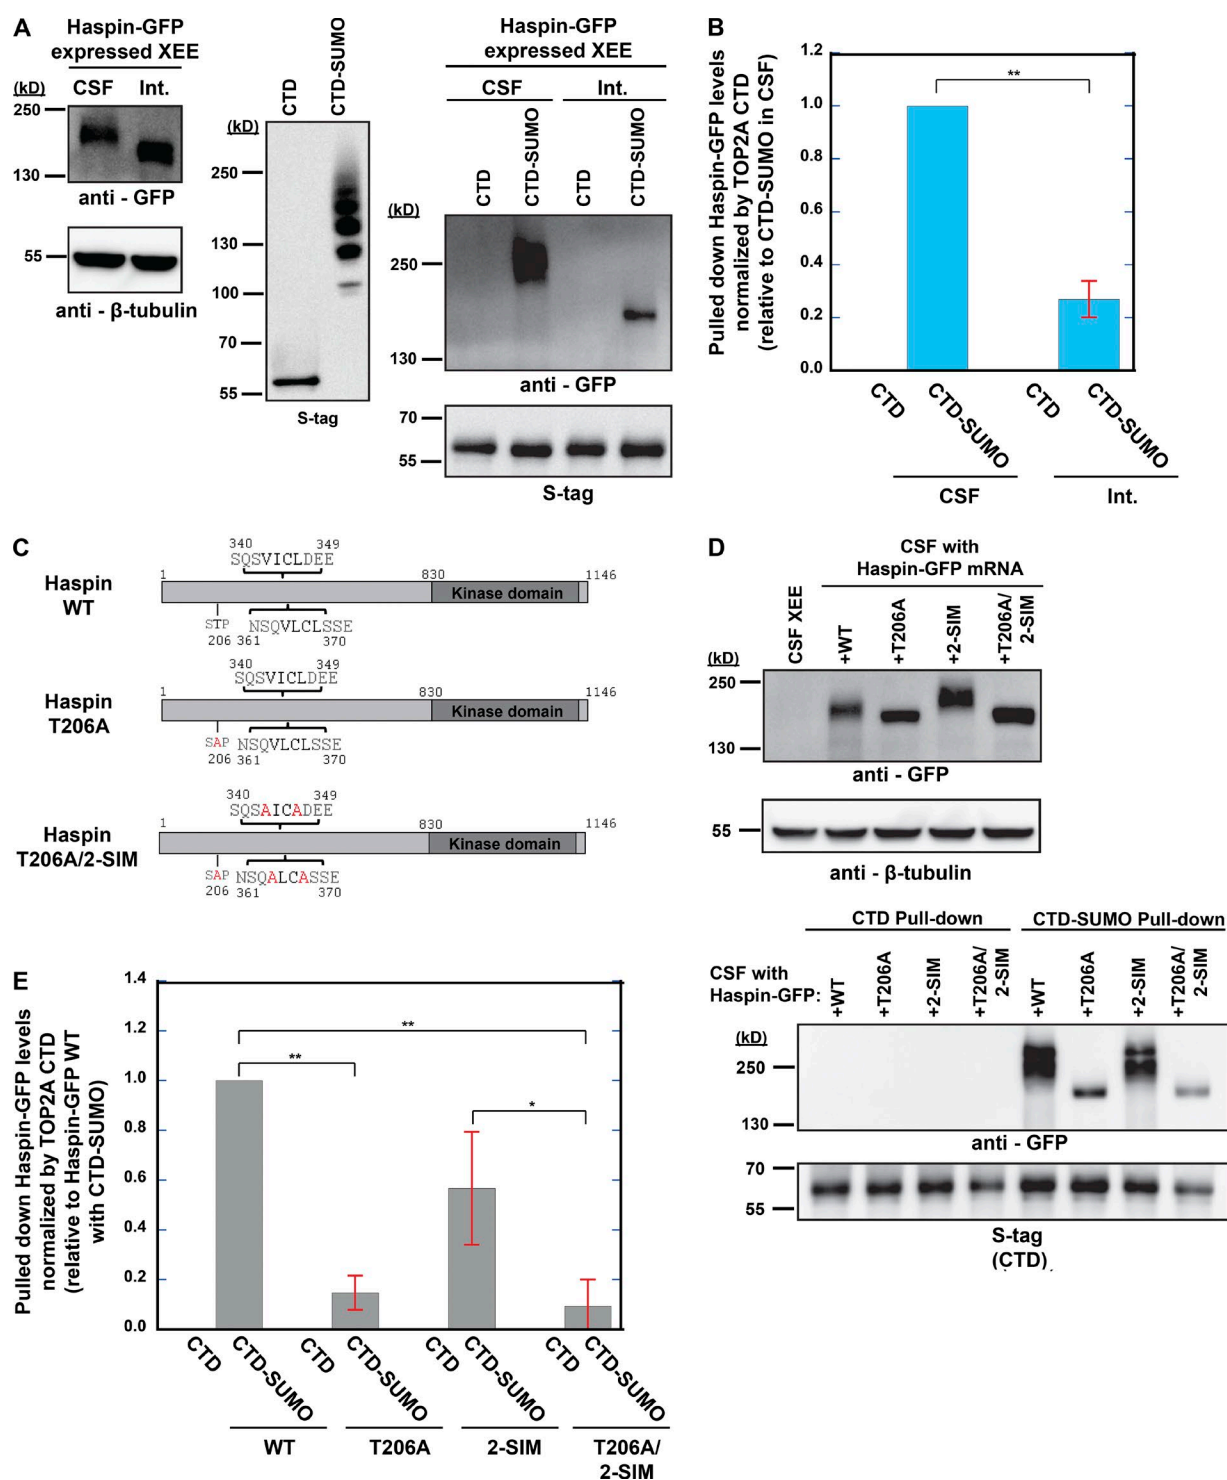 A
Haspin-GFP
expressed XEE
(kD) CSF Int.
250
130
anti - GFP
55
anti - β-tubulin
CTD
CTD-SUMO
(kD)
250
130
100
70
55
S-tag
Haspin-GFP
expressed XEE
CSF Int.
CTD
CTD-SUMO
CTD
CTD-SUMO
(kD)
250
130
anti - GFP
70
55
S-tag
B
Pulled down Haspin-GFP levels
normalized by TOP2A CTD
(relative to CTD-SUMO in CSF)
1.2
1.0
0.8
0.6
0.4
0.2
0.0
**
CTD
CTD-SUMO
CTD
CTD-SUMO
CSF Int.
C
Haspin
WT
340 349
SQSVICLDEE
1 830 1146
Kinase domain
STP NSQVLCLSSE
206 361 370
Haspin
T206A
340 349
SQSVICLDEE
1 830 1146
Kinase domain
SAP NSQVLCLSSE
206 361 370
Haspin
T206A/2-SIM
340 349
SQSAICADEE
1 830 1146
Kinase domain
SAP NSQALCASSE
206 361 370
D
CSF with
Haspin-GFP mRNA
CSF XEE
+WT
+T206A
+2-SIM
+T206A/
2-SIM
(kD)
250
130
anti - GFP
55
anti - β-tubulin
CTD Pull-down CTD-SUMO Pull-down
CSF with
Haspin-GFP:
+WT
+T206A
+2-SIM
+T206A/
2-SIM
+WT
+T206A
+2-SIM
+T206A/
2-SIM
(kD)
250
130
anti - GFP
70
55
S-tag
(CTD)
E
Pulled down Haspin-GFP levels
normalized by TOP2A CTD
(relative to Haspin-GFP WT
with CTD-SUMO)
1.4
1.2
1.0
0.8
0.6
0.4
0.2
0.0
**
**
*
CTD
CTD-SUMO
CTD
CTD-SUMO
CTD
CTD-SUMO
CTD
CTD-SUMO
WT T206A 2-SIM T206A/
2-SIM